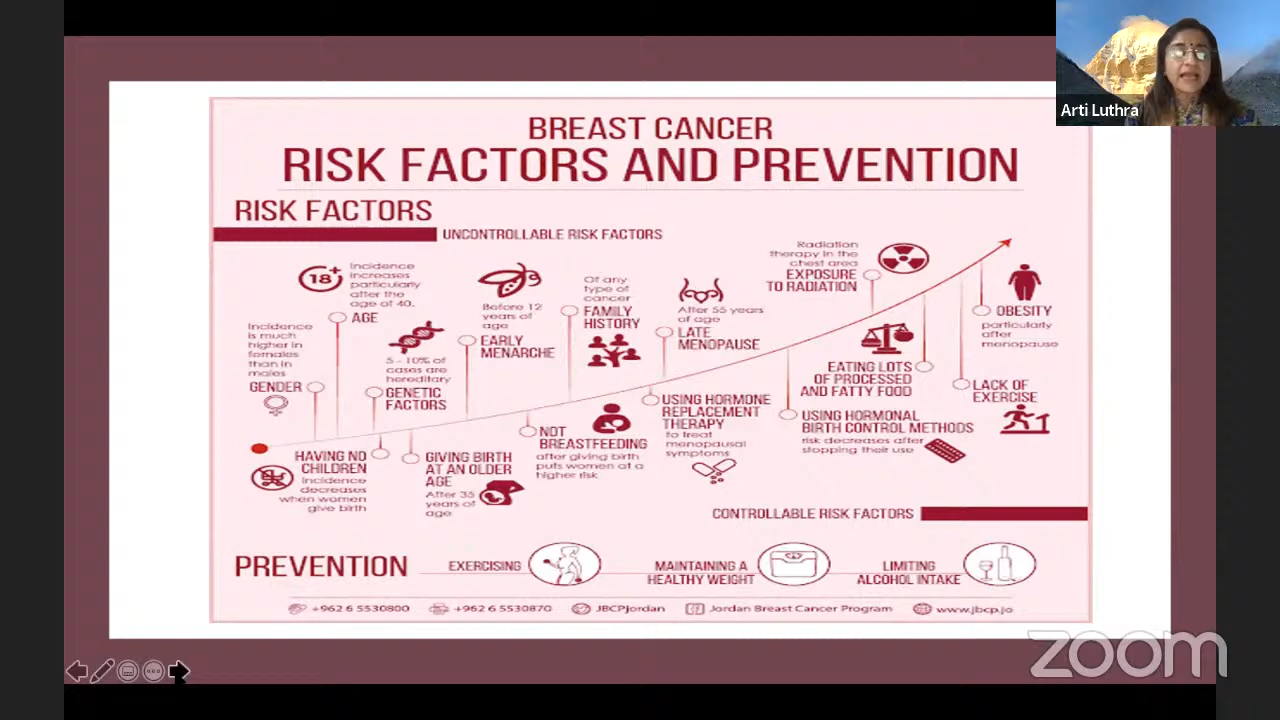 Arti Luthra
BREAST CANCER
RISK FACTORS AND PREVENTION
RISK FACTORS
UNCONTROLLABLE RISK FACTORS
Incidence
is much
higher in
females
than in
males
GENDER
18+
Incidence
increases
particularly
after the
age of 40.
AGE
5 - 10% of
cases are
hereditary
GENETIC
FACTORS
Before 12
years of
age
EARLY
MENARCHE
Of any
type of
cancer
FAMILY
HISTORY
After 55 years
of age
LATE
MENOPAUSE
Radiation
therapy in the
chest area
EXPOSURE
TO RADIATION
HAVING NO
CHILDREN
Incidence
decreases
when women
give birth
GIVING BIRTH
AT AN OLDER
AGE
After 35
years of
age
NOT
BREASTFEEDING
after giving birth
puts women at a
higher risk
USING HORMONE
REPLACEMENT
THERAPY
to treat
menopausal
symptoms
USING HORMONAL
BIRTH CONTROL METHODS
risk decreases after
stopping their use
EATING LOTS
OF PROCESSED
AND FATTY FOOD
LACK OF
EXERCISE
OBESITY
particularly
after
menopause
CONTROLLABLE RISK FACTORS
PREVENTION
EXERCISING
MAINTAINING A
HEALTHY WEIGHT
LIMITING
ALCOHOL INTAKE
+962 6 5530800
+962 6 5530870
JBCPjordan
Jordan Breast Cancer Program
www.jbcp.jo
zoom